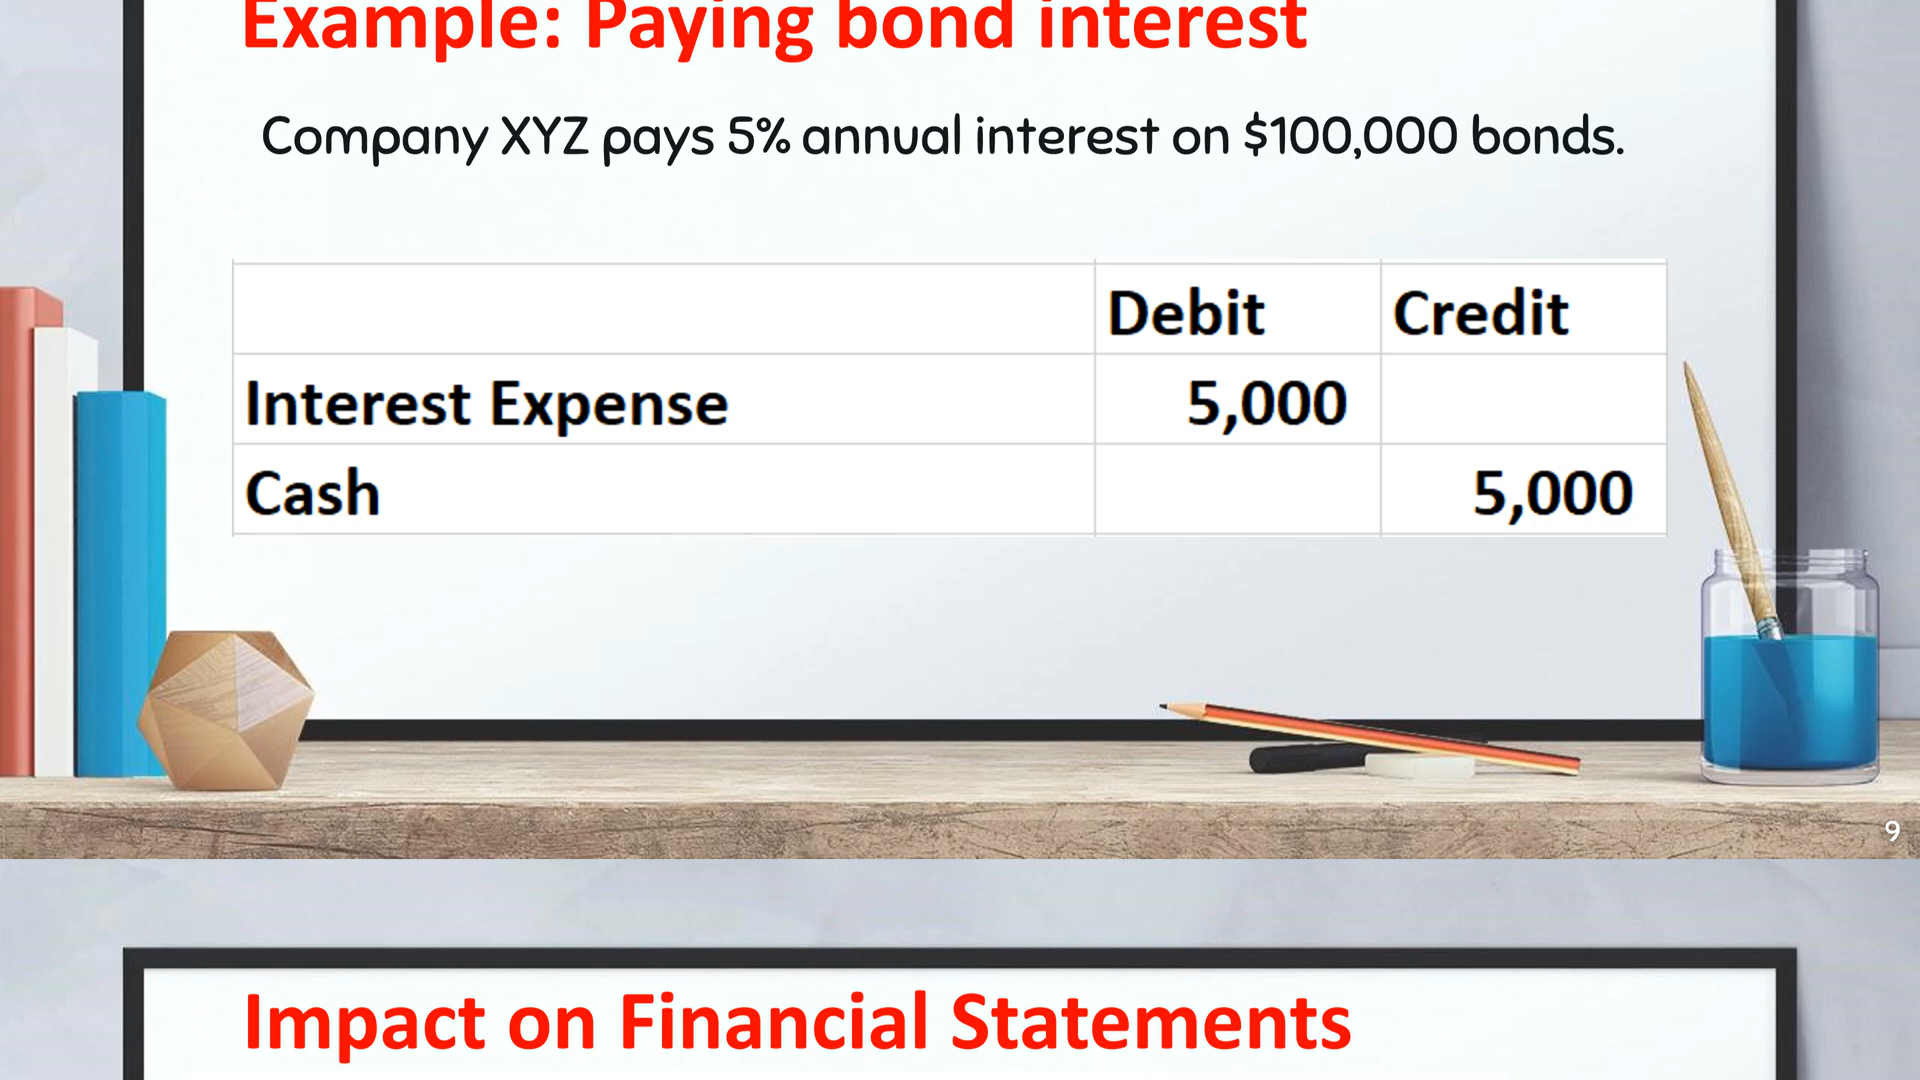 Example: Paying bond interest
Company XYZ pays 5% annual interest on $100,000 bonds.
Debit Credit
Interest Expense 5,000
Cash 5,000
9
Impact on Financial Statements